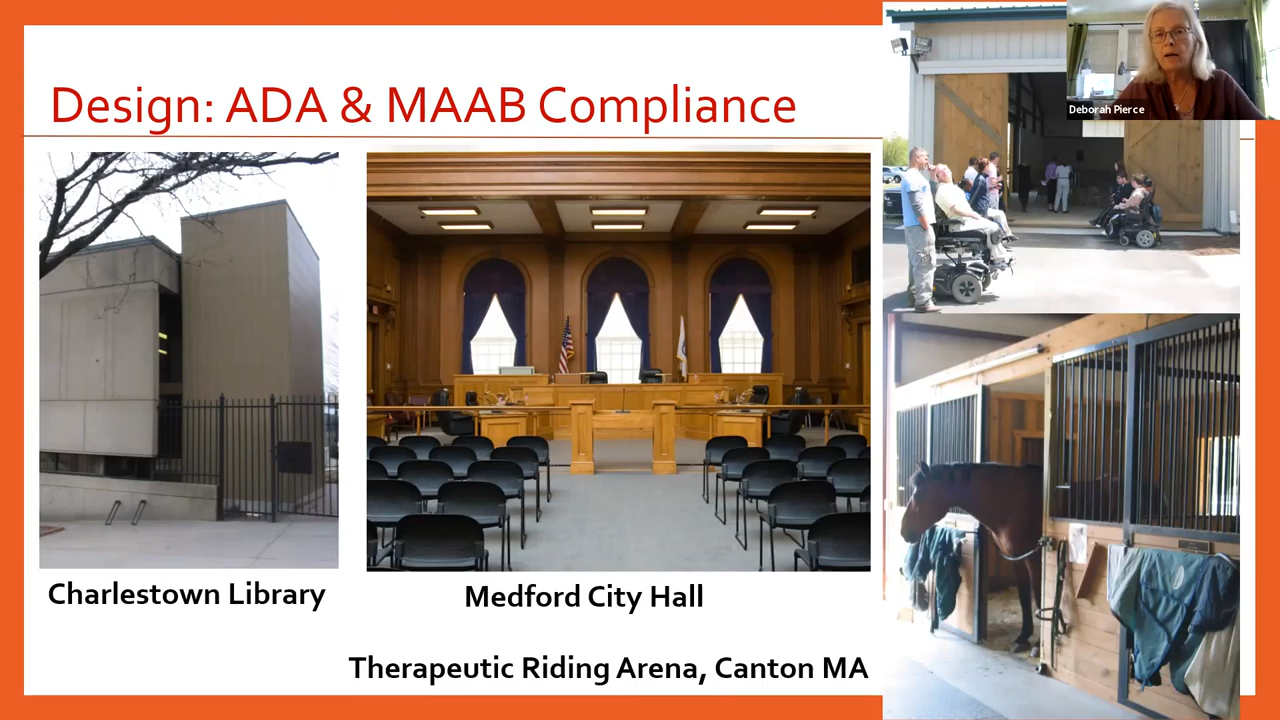 Design: ADA & MAAB Compliance
Deborah Pierce
Charlestown Library
Medford City Hall
Therapeutic Riding Arena, Canton MA